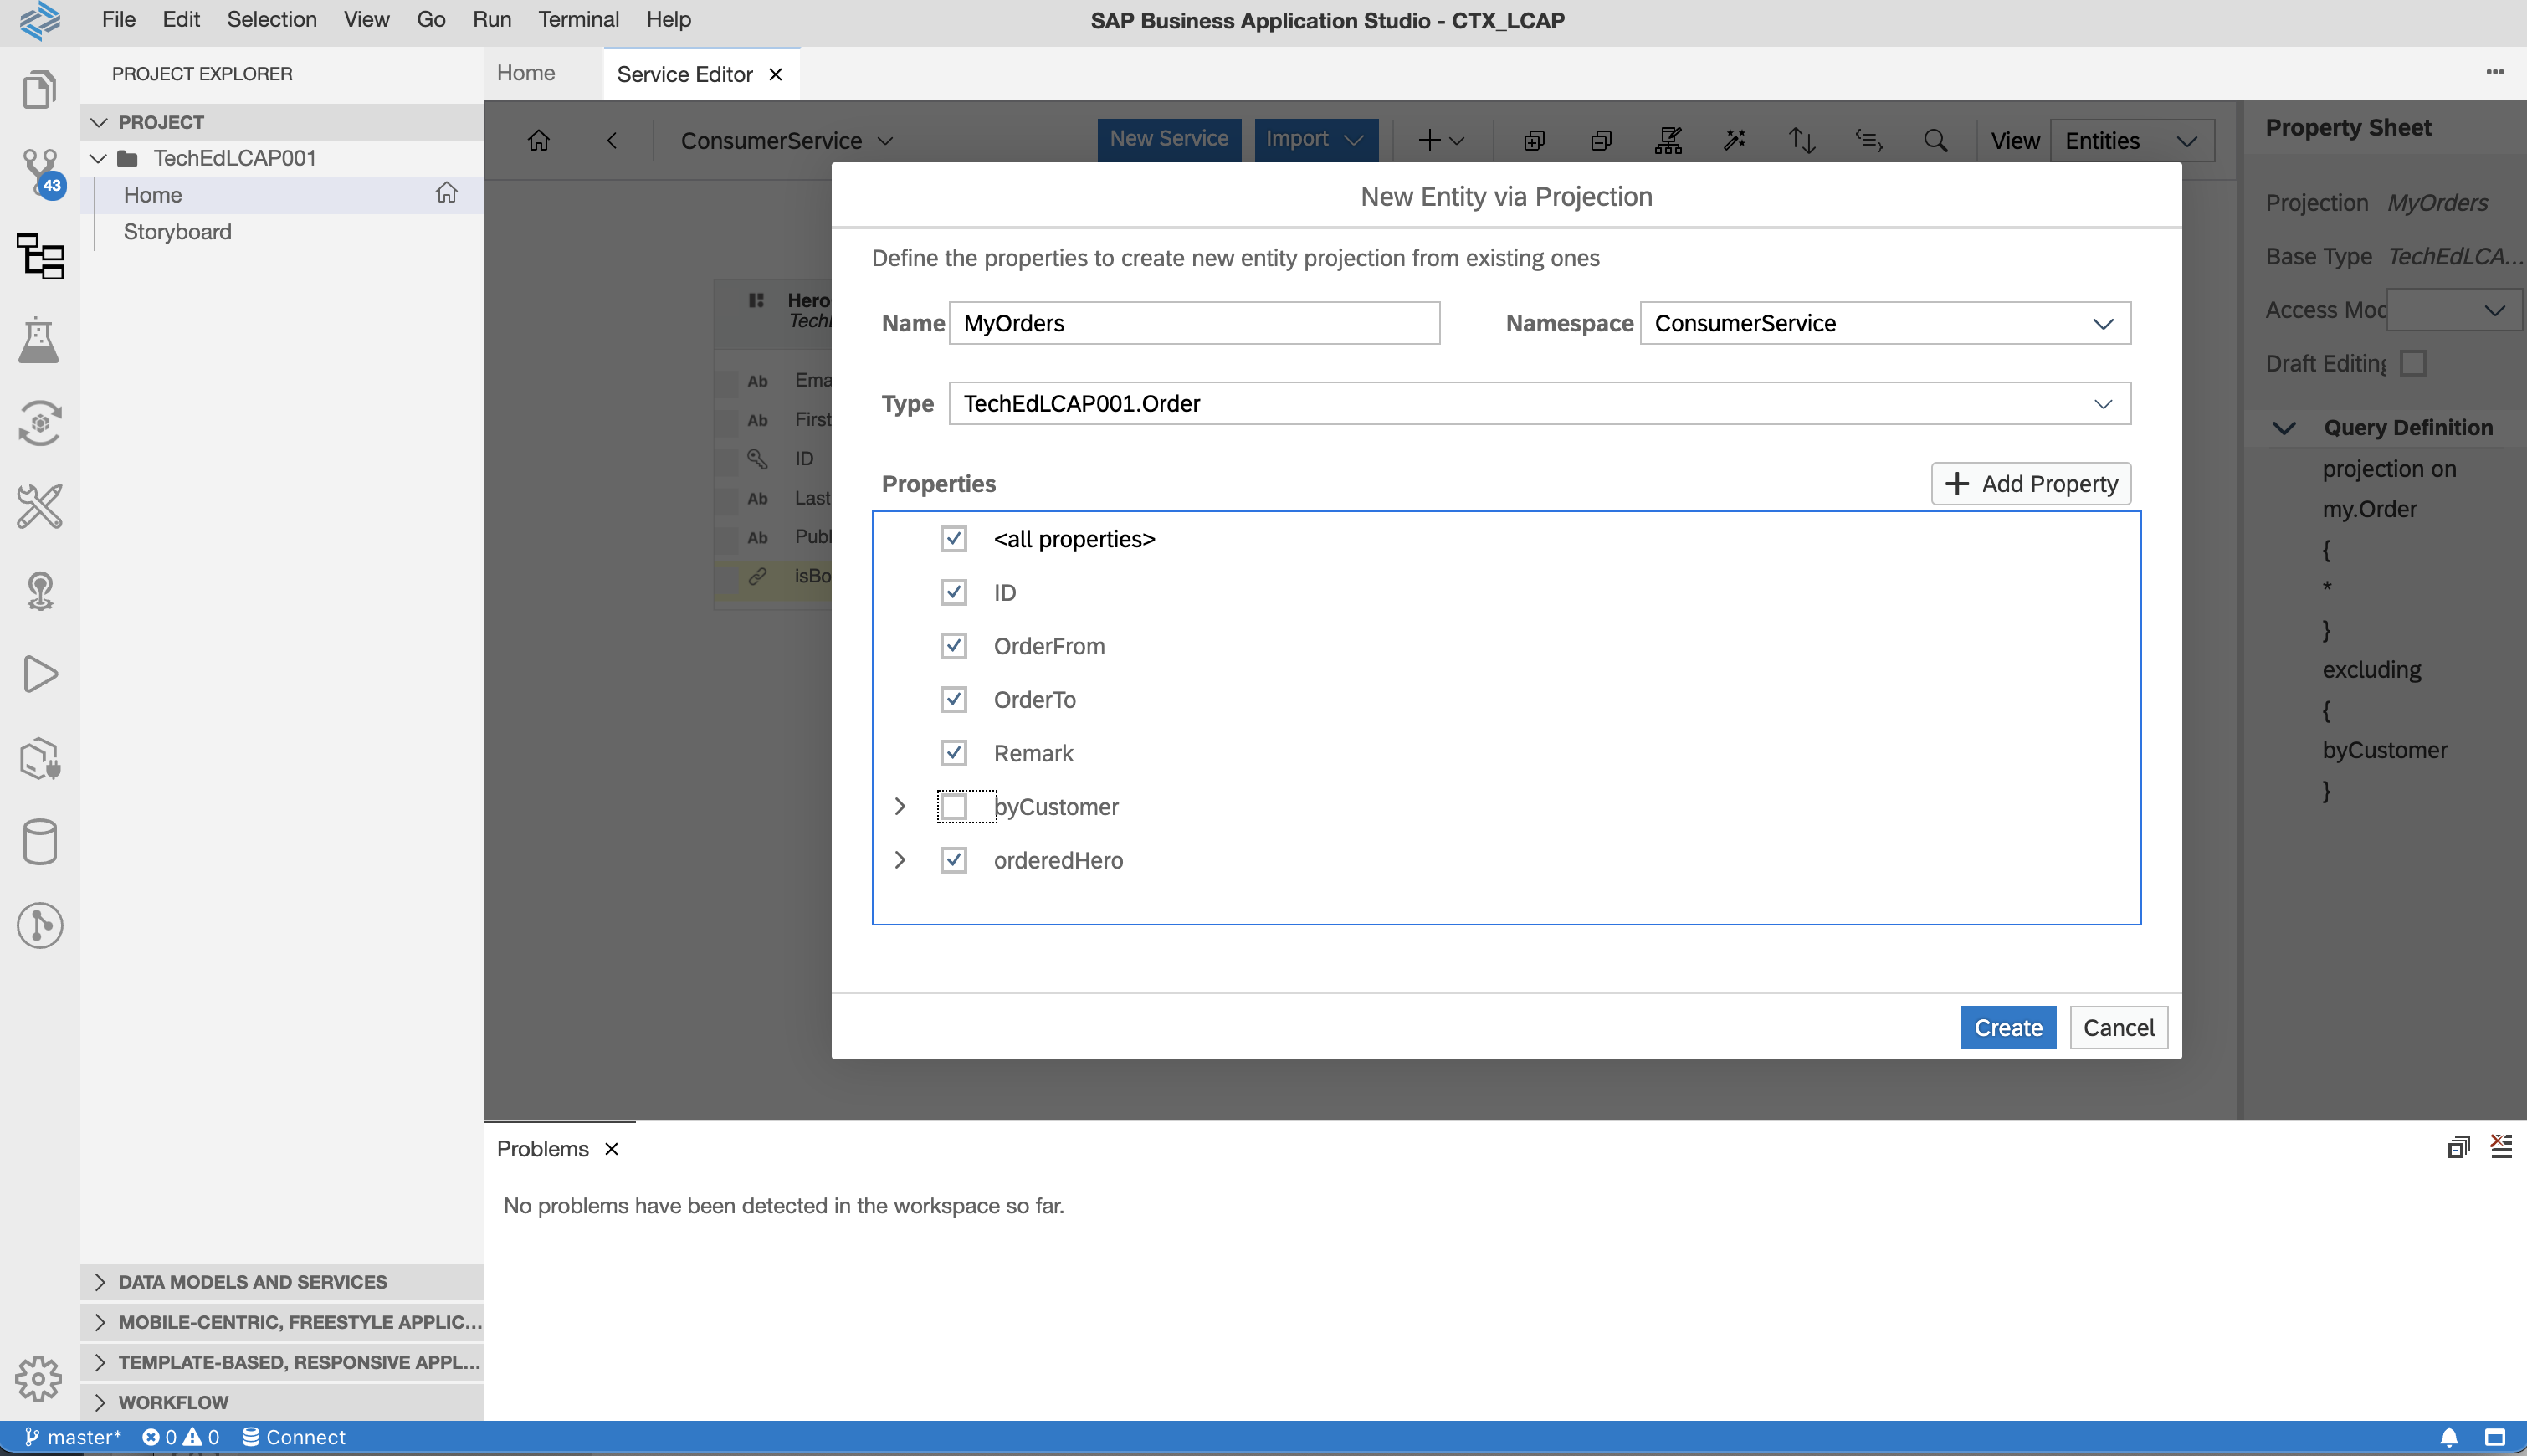 File Edit Selection View Go Run Terminal Help
SAP Business Application Studio - CTX_LCAP
PROJECT EXPLORER
Home
Service Editor
PROJECT
TechEdLCAP001
Home
Storyboard
43
ConsumerService
New Service
Import
View
Entities
Property Sheet
Projection MyOrders
Base Type TechEdLCA...
Access Mod
Draft Editing
Query Definition
projection on
my.Order
{
*
}
excluding
{
byCustomer
}
Hero
TechE
Ab Ema
Ab First
ID
Ab Last
Ab Publ
isBo
New Entity via Projection
Define the properties to create new entity projection from existing ones
Name MyOrders
Namespace ConsumerService
Type TechEdLCAP001.Order
Properties
Add Property
<all properties>
ID
OrderFrom
OrderTo
Remark
byCustomer
orderedHero
Create
Cancel
Problems
No problems have been detected in the workspace so far.
DATA MODELS AND SERVICES
MOBILE-CENTRIC, FREESTYLE APPLIC...
TEMPLATE-BASED, RESPONSIVE APPL...
WORKFLOW
master* 0 0 Connect